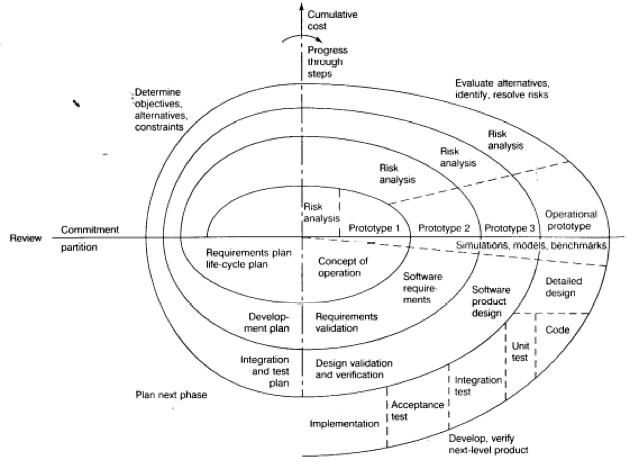 Cumulative
cost
Progress
through
steps
Determine
objectives,
alternatives,
constraints
Evaluate alternatives,
identify, resolve risks
Risk
analysis
Risk
analysis
Risk
analysis
Risk
analysis
Operational
prototype
Prototype 1
Prototype 2
Prototype 3
Review
Commitment
partition
Simulations, models, benchmarks
Requirements plan
life-cycle plan
Concept of
operation
Software
require-
ments
Software
product
design
Detailed
design
Develop-
ment plan
Requirements
validation
Code
Unit
test
Integration
and test
plan
Design validation
and verification
Integration
test
Plan next phase
Acceptance
test
Implementation
Develop, verify
next-level product